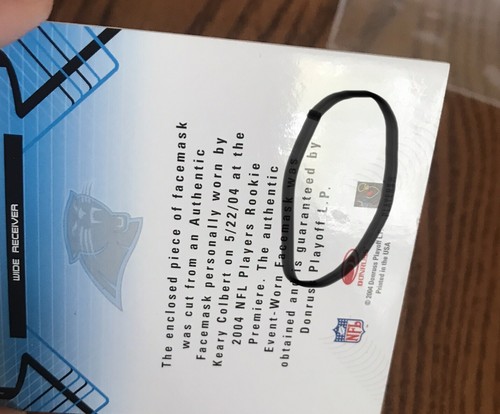 WIDE RECEIVER
The enclosed piece of facemask
was cut from an Authentic
Facemask personally worn by
Keary Colbert on 5/22/04 at the
2004 NFL Players Rookie
Premiere. The authentic
Event-Worn Facemask was
obtained and is guaranteed by
Donruss Playoff L.P.
© 2004 Donruss Playoff L.P.
Printed in the USA
NFL